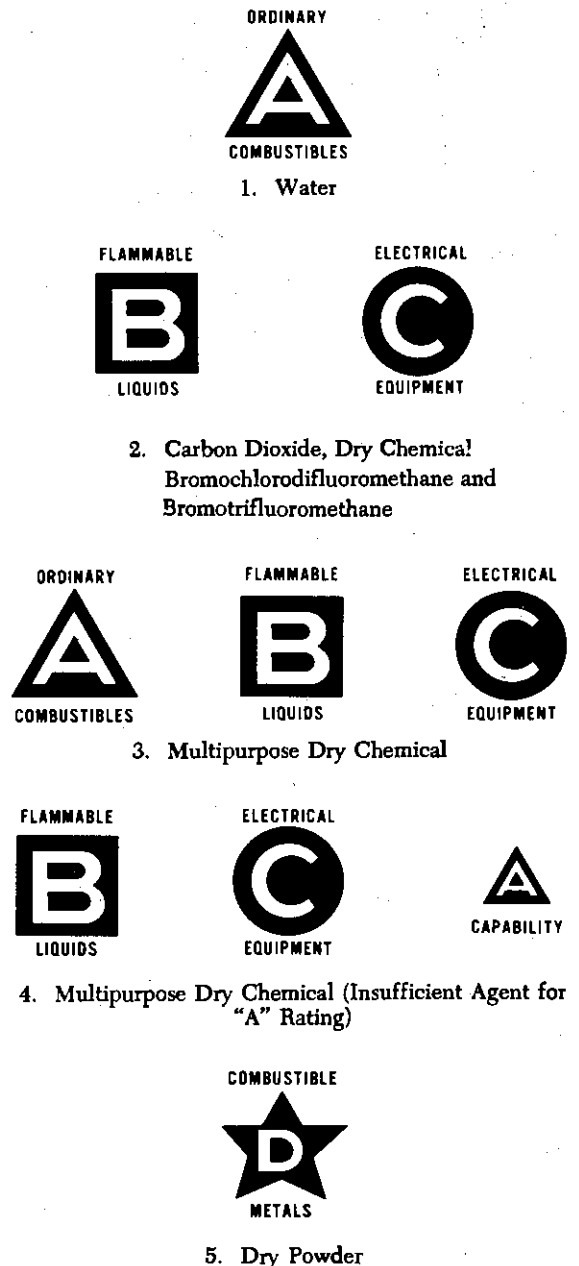 ORDINARY
A
COMBUSTIBLES
1. Water
FLAMMABLE ELECTRICAL
B C
LIQUIDS EQUIPMENT
2. Carbon Dioxide, Dry Chemical
Bromochlorodifluoromethane and
Bromotrifluoromethane
ORDINARY FLAMMABLE ELECTRICAL
A B C
COMBUSTIBLES LIQUIDS EQUIPMENT
3. Multipurpose Dry Chemical
FLAMMABLE ELECTRICAL
B C A
LIQUIDS EQUIPMENT CAPABILITY
4. Multipurpose Dry Chemical (Insufficient Agent for
"A" Rating)
COMBUSTIBLE
D
METALS
5. Dry Powder